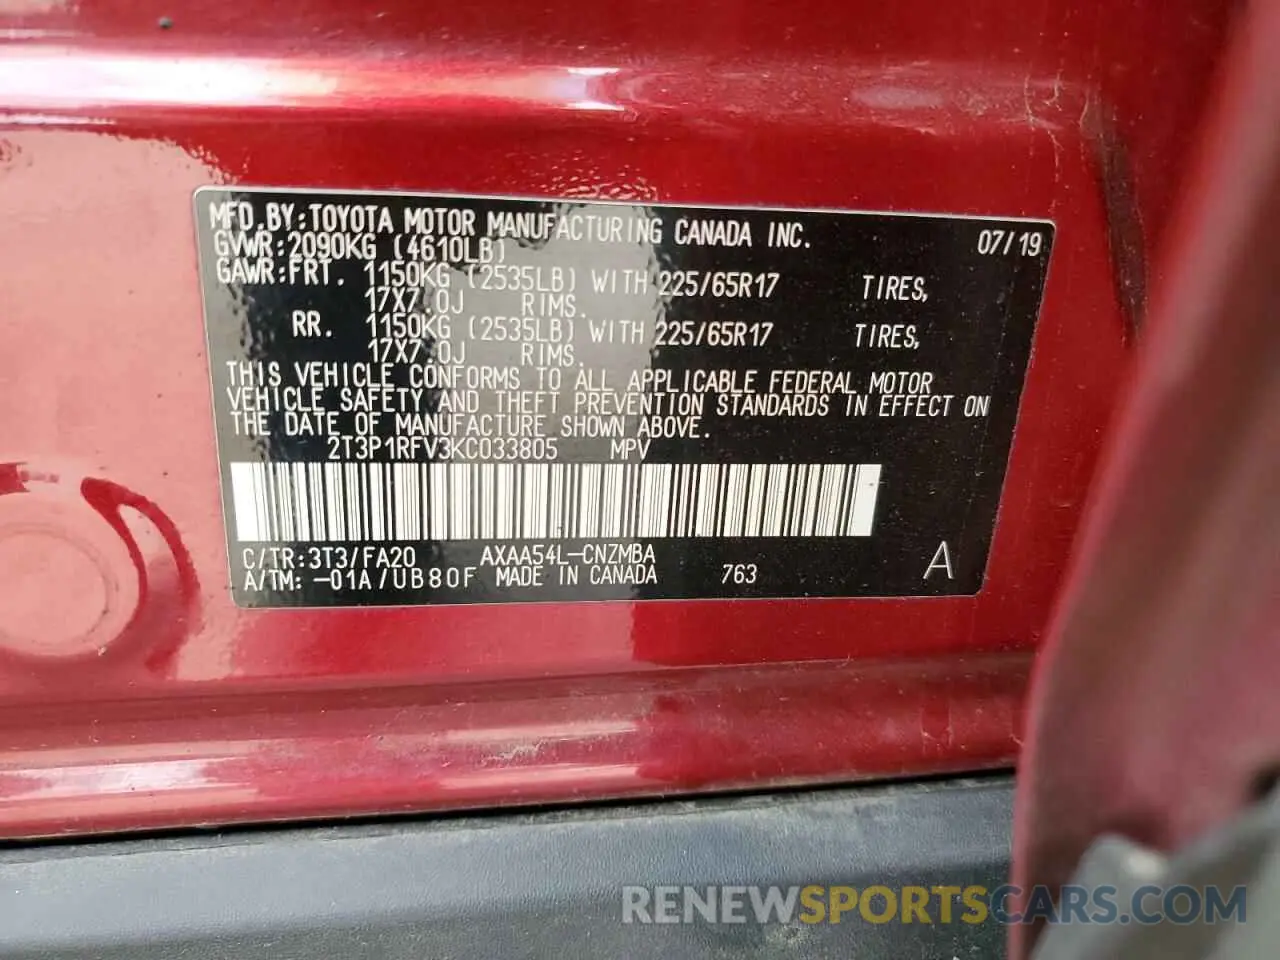 MFD.BY:TOYOTA MOTOR MANUFACTURING CANADA INC. 07/19
GVWR:2090KG (4610LB)
GAWR:FRT. 1150KG (2535LB) WITH 225/65R17 TIRES,
17X7.0J RIMS.
RR. 1150KG (2535LB) WITH 225/65R17 TIRES,
17X7.0J RIMS.
THIS VEHICLE CONFORMS TO ALL APPLICABLE FEDERAL MOTOR
VEHICLE SAFETY AND THEFT PREVENTION STANDARDS IN EFFECT ON
THE DATE OF MANUFACTURE SHOWN ABOVE.
2T3P1RFV3KC033805 MPV
C/TR:3T3/FA20 AXAA54L-CNZMBA
A/TM: -01A/UB80F MADE IN CANADA 763 A
RENEWSPORTSCARS.COM